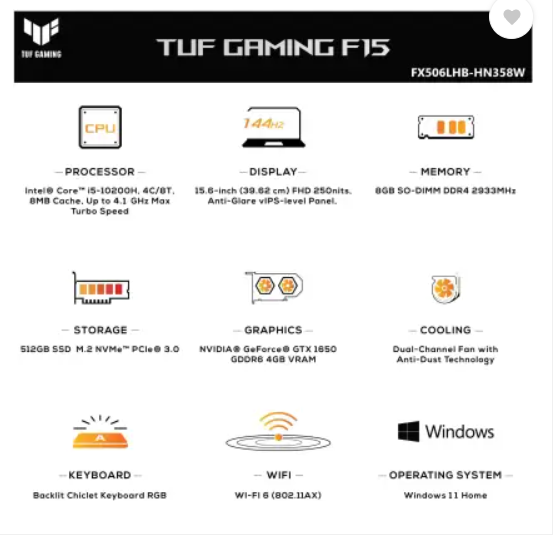 TUF GAMING
TUF GAMING F15
FX506LHB-HN358W
CPU
144HZ
PROCESSOR
DISPLAY
MEMORY
Intel® Core™ i5-10200H, 4C/8T,
8MB Cache, Up to 4.1 GHz Max
Turbo Speed
15.6-inch (39.62 cm) FHD 250nits,
Anti-Glare vIPS-level Panel,
8GB SO-DIMM DDR4 2933MHz
STORAGE
GRAPHICS
COOLING
512GB SSD M.2 NVMe™ PCIe® 3.0
NVIDIA® GeForce® GTX 1650
GDDR6 4GB VRAM
Dual-Channel Fan with
Anti-Dust Technology
A
Windows
KEYBOARD
WIFI
OPERATING SYSTEM
Backlit Chiclet Keyboard RGB
WI-FI 6 (802.11AX)
Windows 11 Home